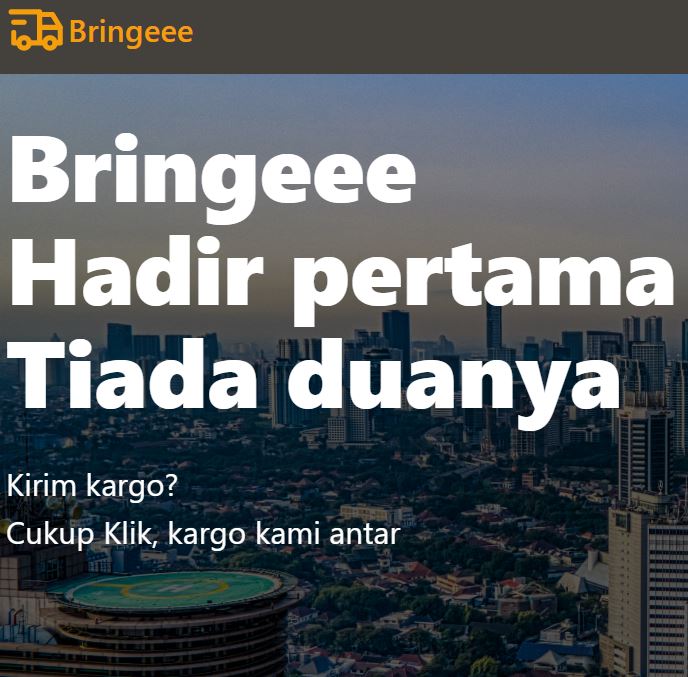 Bringeee
Bringeee
Hadir pertama
Tiada duanya
Kirim kargo?
Cukup Klik, kargo kami antar